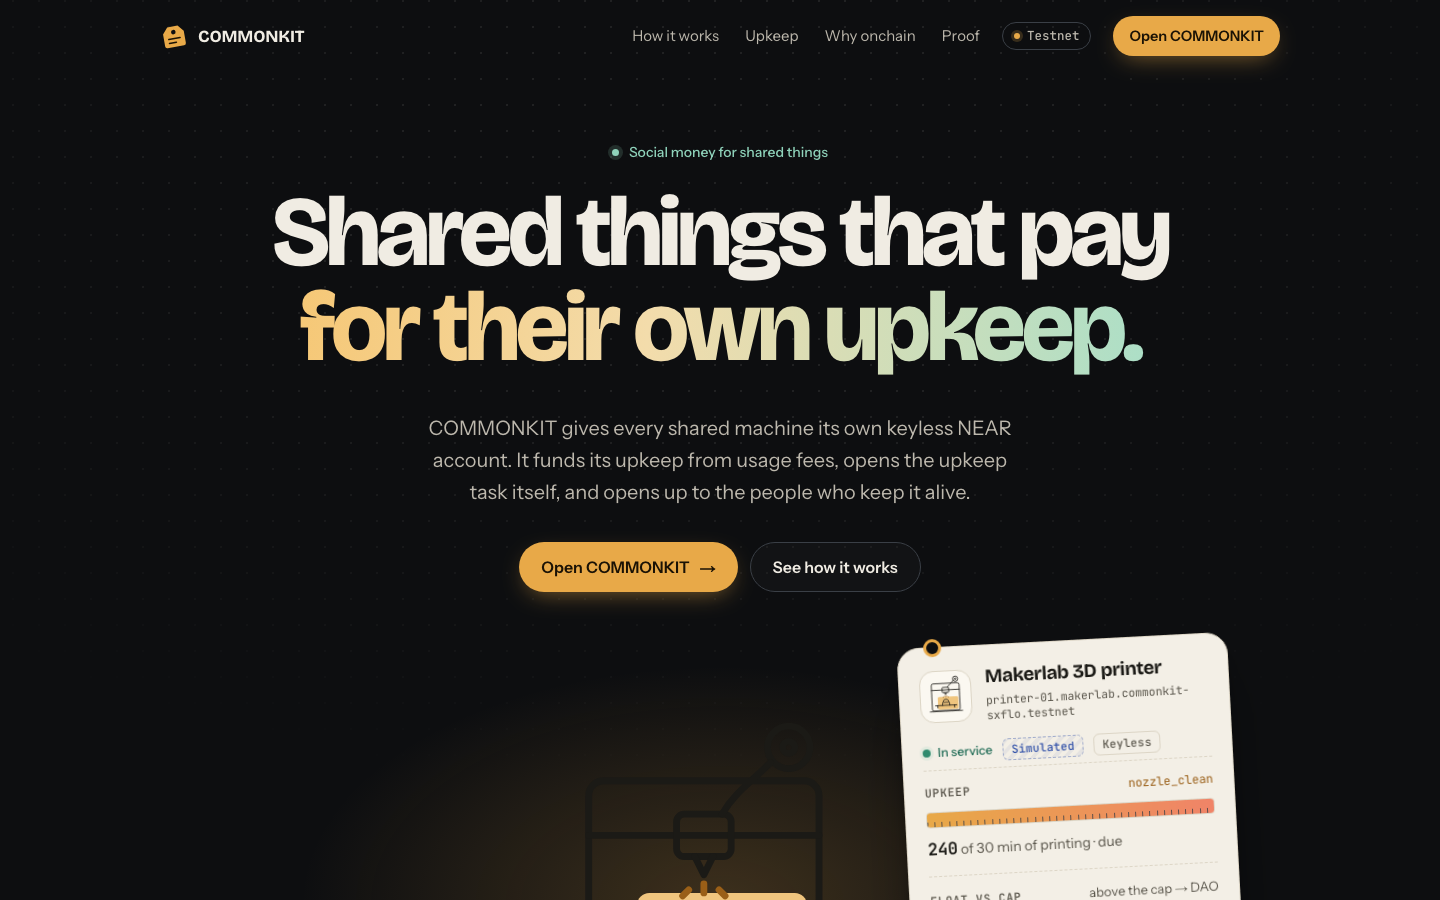 COMMONKIT
How it works
Upkeep
Why onchain
Proof
Testnet
Open COMMONKIT
Social money for shared things
Shared things that pay
for their own upkeep.
COMMONKIT gives every shared machine its own keyless NEAR
account. It funds its upkeep from usage fees, opens the upkeep
task itself, and opens up to the people who keep it alive.
Open COMMONKIT →
See how it works
Makerlab 3D printer
printer-01.makerlab.commonkit-
sxflo.testnet
In service
Simulated
Keyless
UPKEEP
nozzle_clean
240 of 30 min of printing · due
FLOAT VS CAP
above the cap → DAO